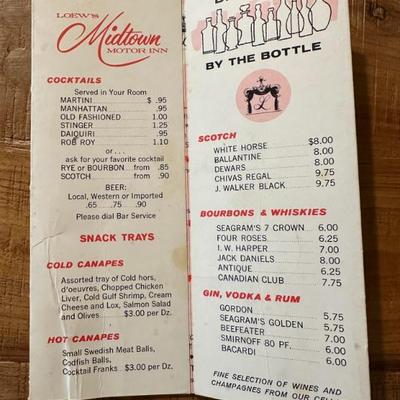 LOEW'S
Midtown
MOTOR INN
COCKTAILS
Served in Your Room
MARTINI $ .95
MANHATTAN .95
OLD FASHIONED 1.00
STINGER 1.25
DAIQUIRI .95
ROB ROY 1.10
or...
ask for your favorite cocktail
RYE or BOURBON from .85
SCOTCH from .90
BEER:
Local, Western or Imported
.65 .75 .90
Please dial Bar Service
SNACK TRAYS
COLD CANAPES
Assorted tray of Cold hors,
d'oeuvres, Chopped Chicken
Liver, Cold Gulf Shrimp, Cream
Cheese and Lox, Salmon Salad
and Olives $3.00 per Dz.
HOT CANAPES
Small Swedish Meat Balls,
Codfish Balls,
Cocktail Franks $3.00 per Dz.
BY THE BOTTLE
L
SCOTCH
WHITE HORSE $8.00
BALLANTINE 8.00
DEWARS 8.00
CHIVAS REGAL 9.75
J. WALKER BLACK 9.75
BOURBONS & WHISKIES
SEAGRAM'S 7 CROWN 6.00
FOUR ROSES 6.25
I. W. HARPER 7.00
JACK DANIELS 8.00
ANTIQUE 6.25
CANADIAN CLUB 7.75
GIN, VODKA & RUM
GORDON 5.75
SEAGRAM'S GOLDEN 5.75
BEEFEATER 7.00
SMIRNOFF 80 PF. 6.00
BACARDI 6.00
FINE SELECTION OF WINES AND
CHAMPAGNES FROM OUR